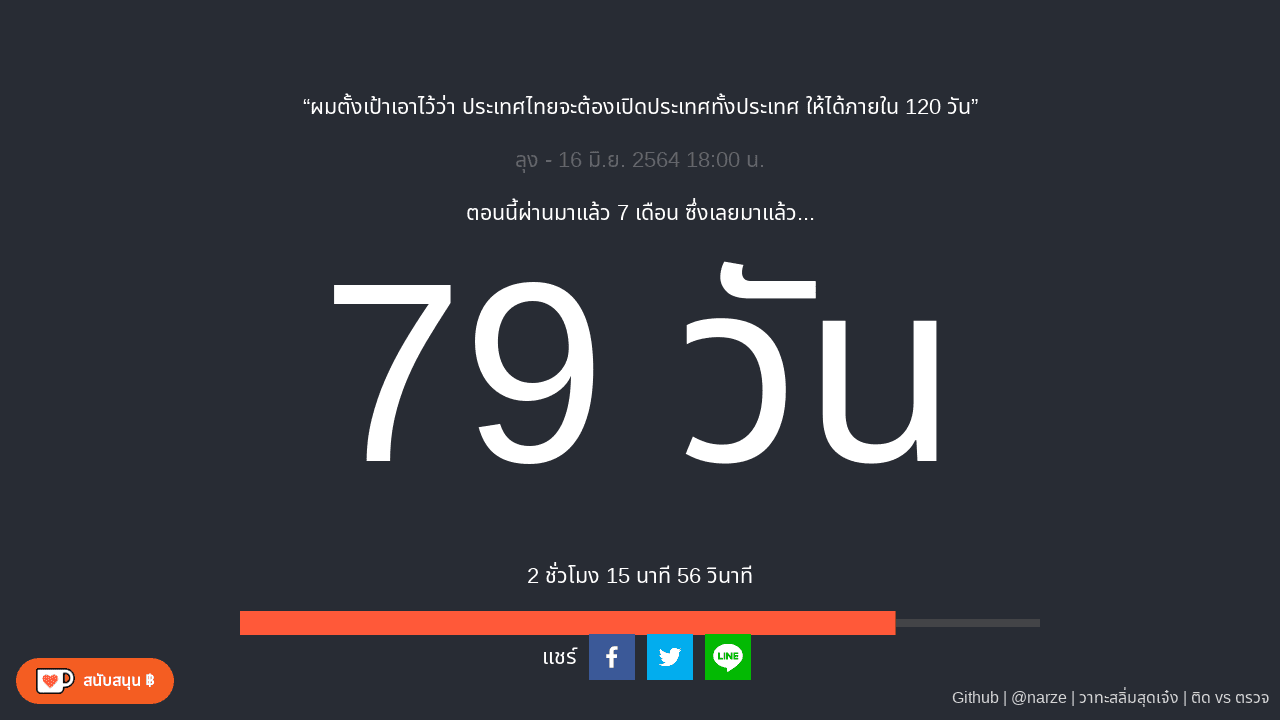 “ผมตั้งเป้าเอาไว้ว่า ประเทศไทยจะต้องเปิดประเทศทั้งประเทศ ให้ได้ภายใน 120 วัน”
ลุง - 16 มิ.ย. 2564 18:00 น.
ตอนนี้ผ่านมาแล้ว 7 เดือน ซึ่งเลยมาแล้ว...
79 วัน
2 ชั่วโมง 15 นาที 56 วินาที
แชร์
LINE
สนับสนุน ฿
Github | @narze | วาทะสลิ่มสุดเจ๋ง | ติด vs ตรวจ